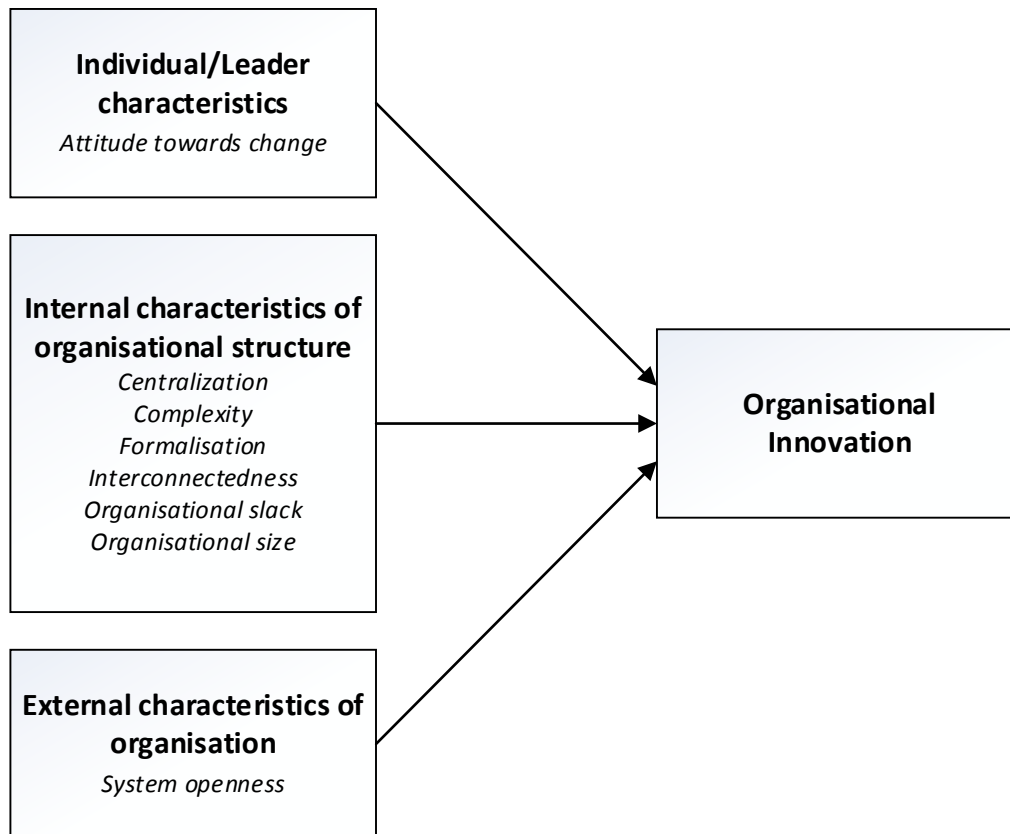 Individual/Leader
characteristics
Attitude towards change
Internal characteristics of
organisational structure
Centralization
Complexity
Formalisation
Interconnectedness
Organisational slack
Organisational size
Organisational
Innovation
External characteristics of
organisation
System openness